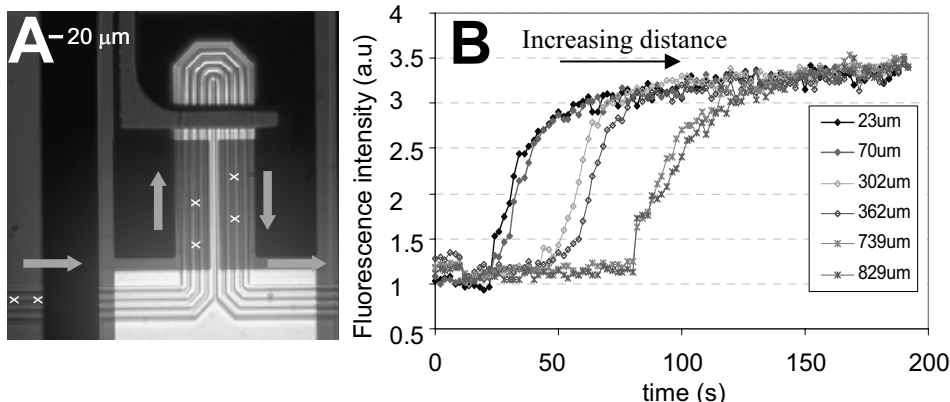 A
20 μm
B
Increasing distance
Fluorescence intensity (a.u)
4
3.5
3
2.5
2
1.5
1
0.5
0
50
100
150
200
time (s)
23um
70um
302um
362um
739um
829um